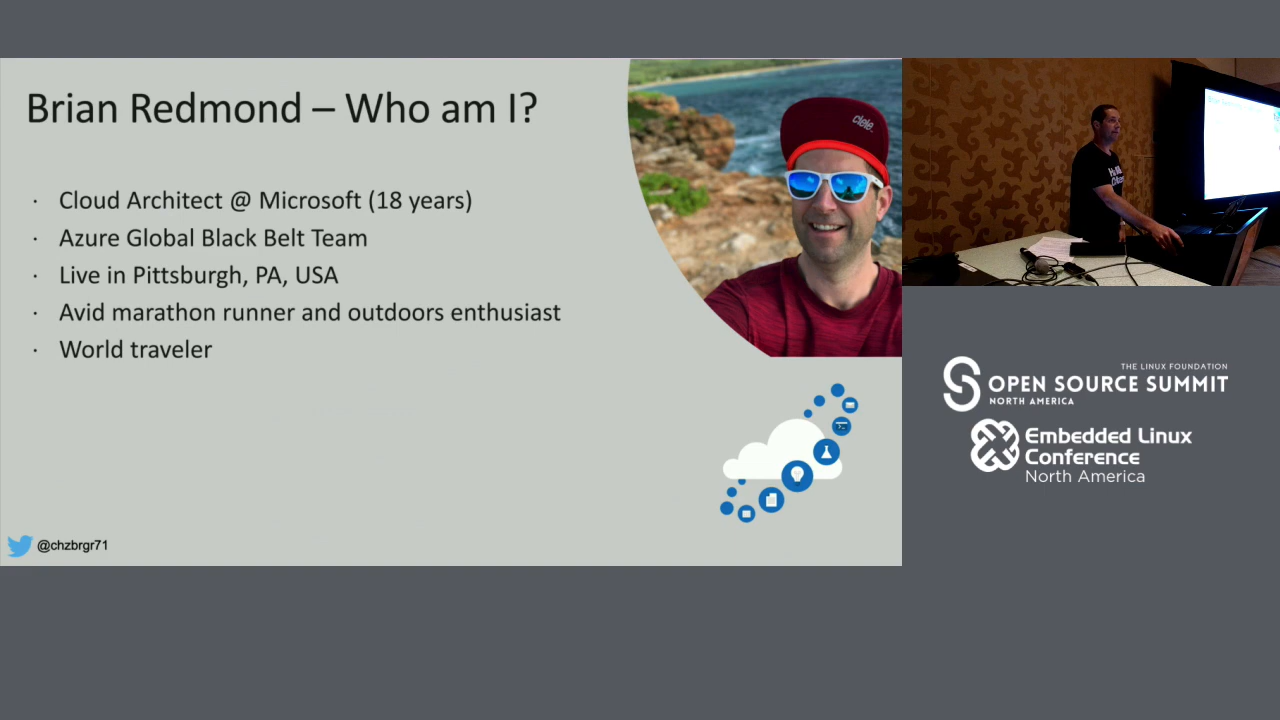 Brian Redmond – Who am I?
· Cloud Architect @ Microsoft (18 years)
· Azure Global Black Belt Team
· Live in Pittsburgh, PA, USA
· Avid marathon runner and outdoors enthusiast
· World traveler
@chzbrgr71
ciele
THE LINUX FOUNDATION
OPEN SOURCE SUMMIT
NORTH AMERICA
Embedded Linux
Conference
North America